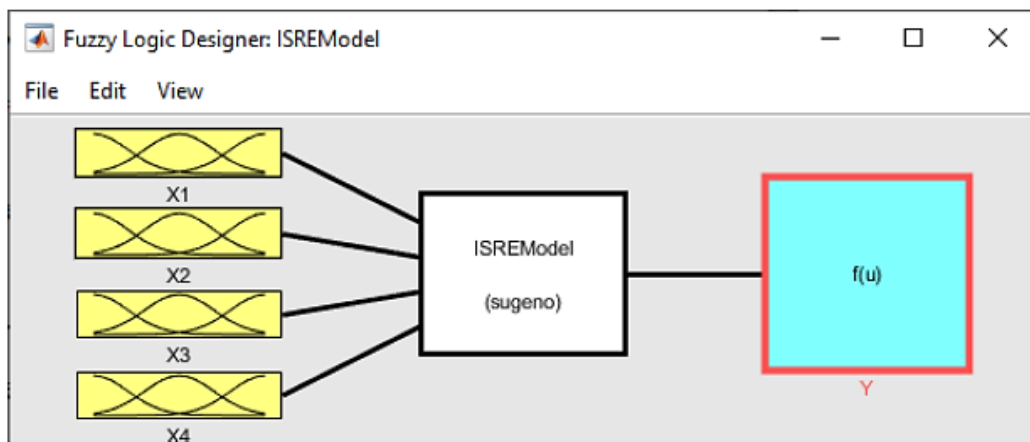 Fuzzy Logic Designer: ISREModel
File Edit View
X1
X2
X3
X4
ISREModel
(sugeno)
f(u)
Y